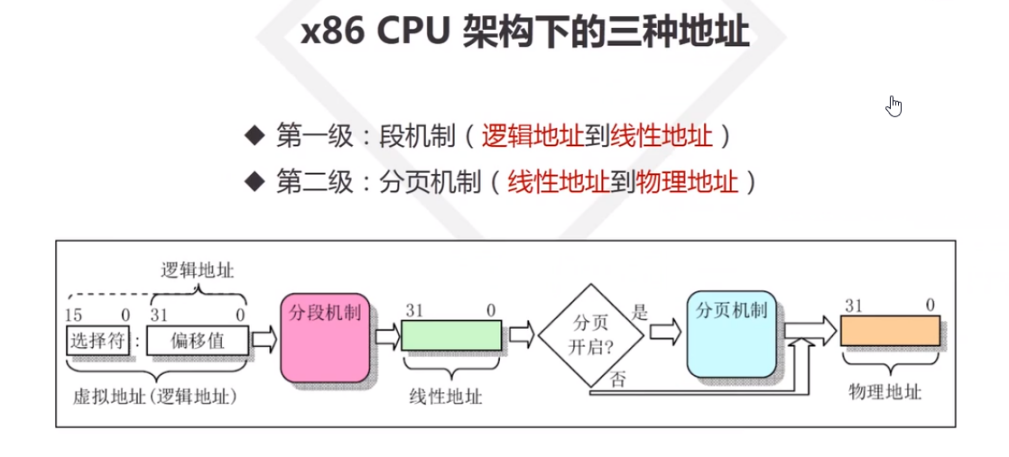 x86 CPU 架构下的三种地址
◆ 第一级：段机制（逻辑地址到线性地址）
◆ 第二级：分页机制（线性地址到物理地址）
逻辑地址
15 0 31 0
选择符 : 偏移值
虚拟地址(逻辑地址)
分段机制
31 0
线性地址
分页
开启?
是
否
分页机制
31 0
物理地址